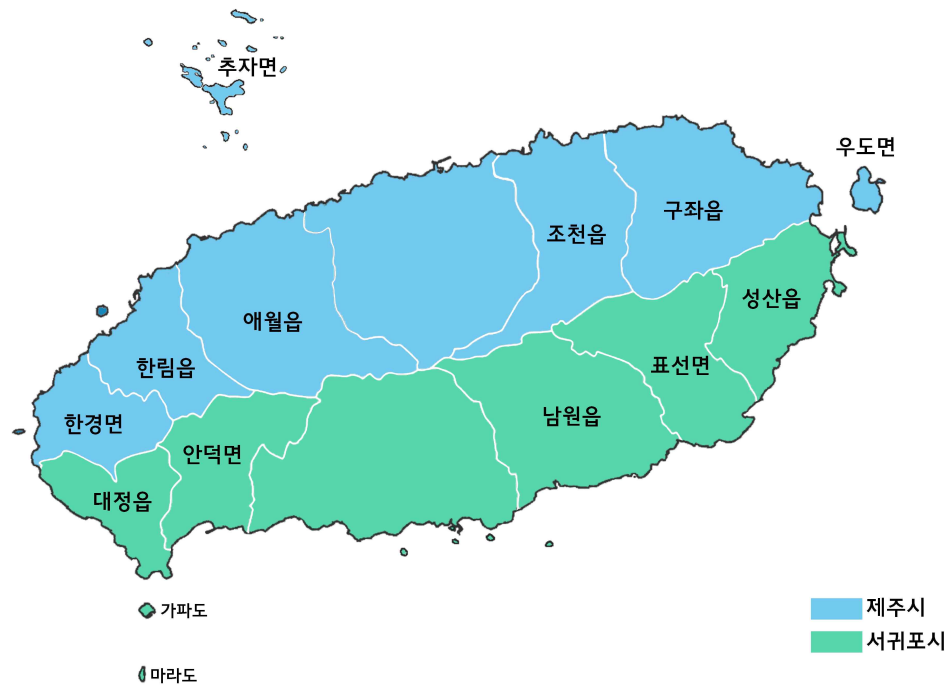 추자면
우도면
구좌읍
조천읍
성산읍
애월읍
한림읍
표선면
한경면
남원읍
안덕면
대정읍
가파도
제주시
서귀포시
마라도